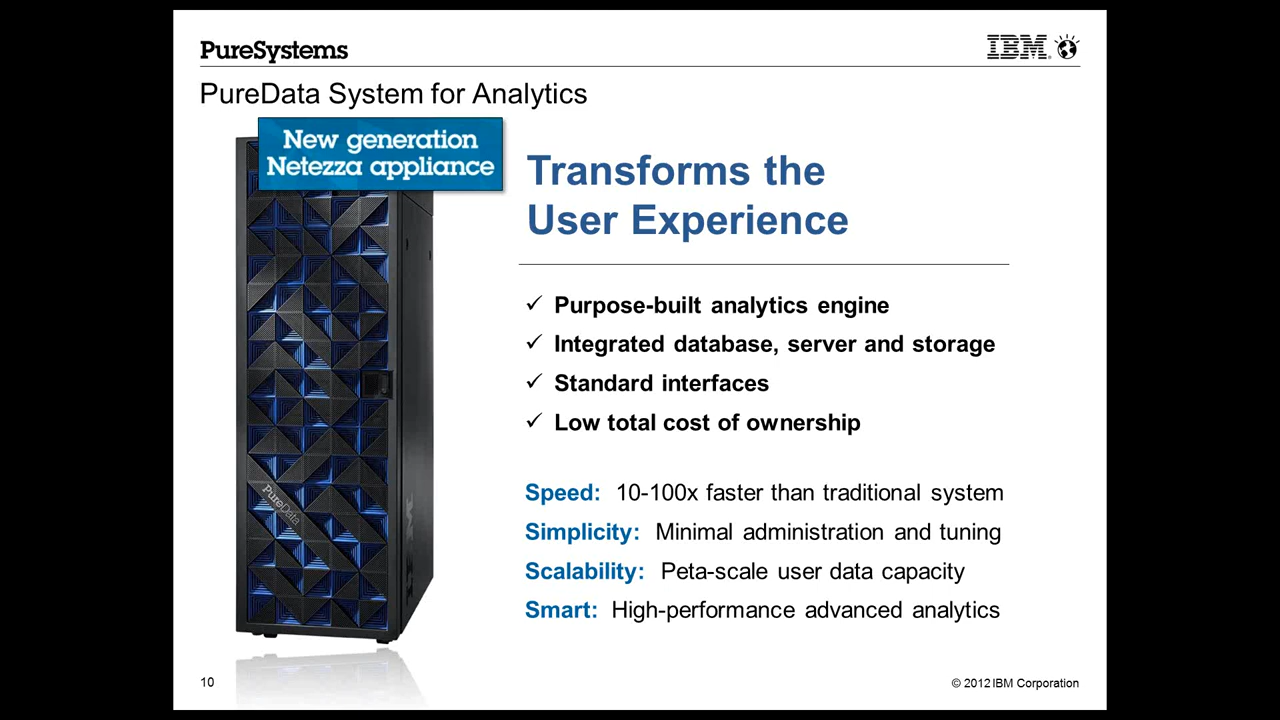 PureSystems
IBM
PureData System for Analytics
New generation
Netezza appliance
Transforms the
User Experience
✓ Purpose-built analytics engine
✓ Integrated database, server and storage
✓ Standard interfaces
✓ Low total cost of ownership
Speed: 10-100x faster than traditional system
Simplicity: Minimal administration and tuning
Scalability: Peta-scale user data capacity
Smart: High-performance advanced analytics
PureData
IBM
10
© 2012 IBM Corporation